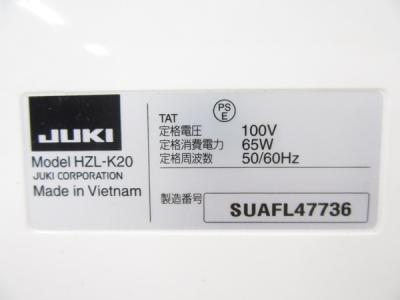 JUKI
Model HZL-K20
JUKI CORPORATION
Made in Vietnam
TAT
PS
E
定格電圧 100V
定格消費電力 65W
定格周波数 50/60Hz
製造番号 SUAFL47736